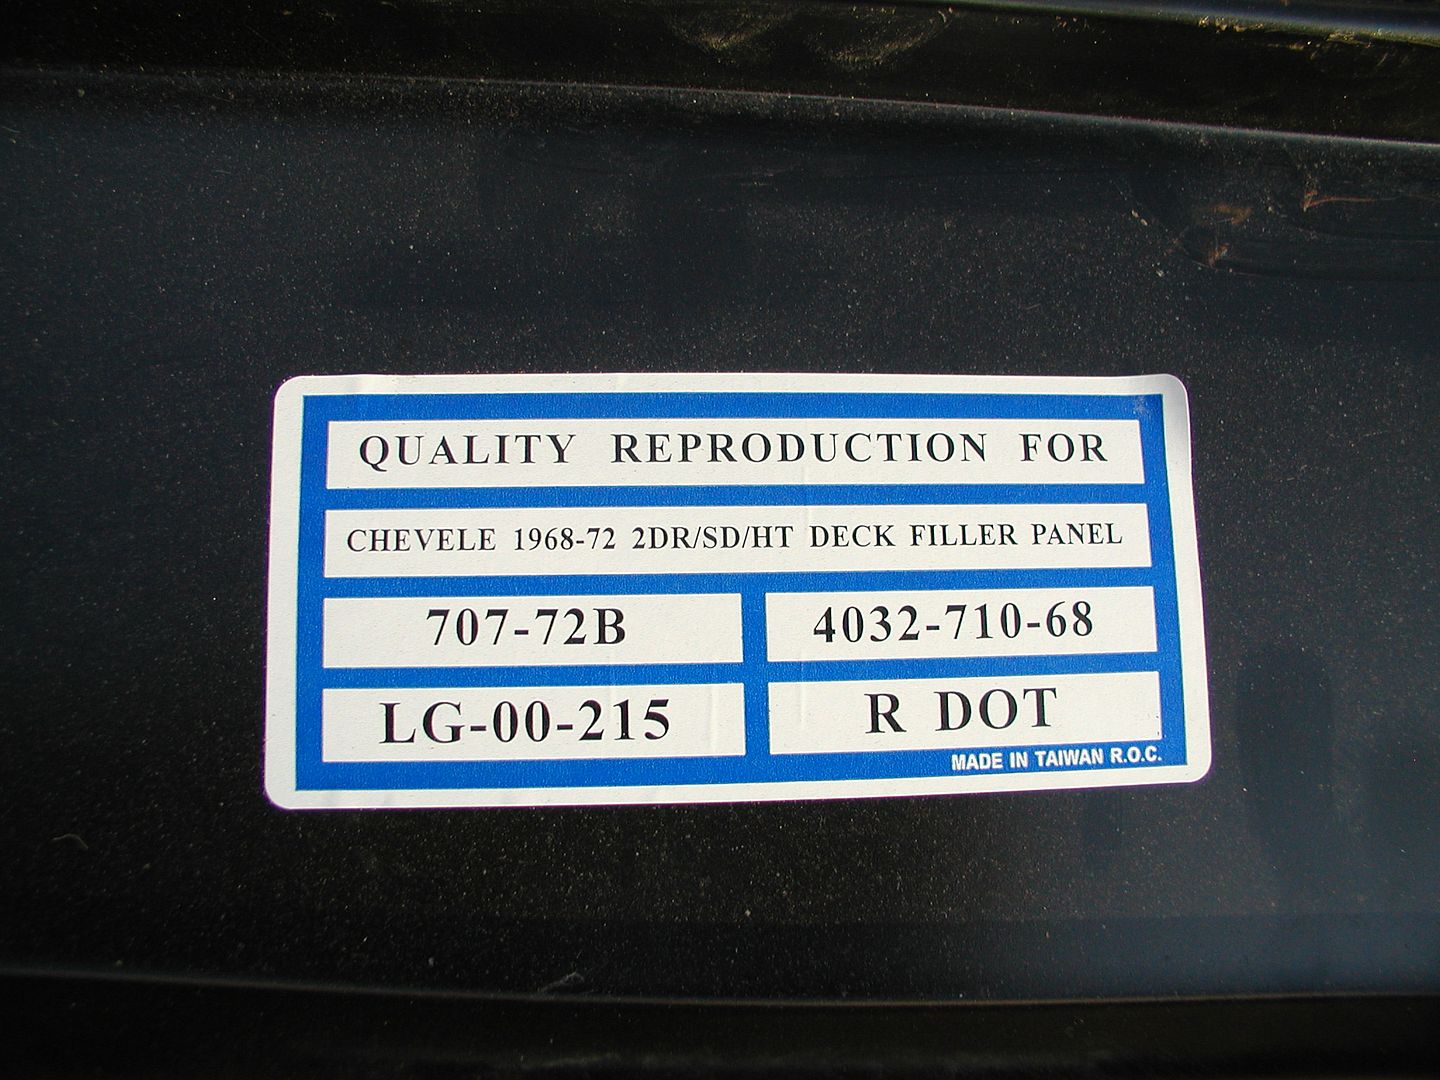 QUALITY REPRODUCTION FOR
CHEVELE 1968-72 2DR/SD/HT DECK FILLER PANEL
707-72B
4032-710-68
LG-00-215
R DOT
MADE IN TAIWAN R.O.C.